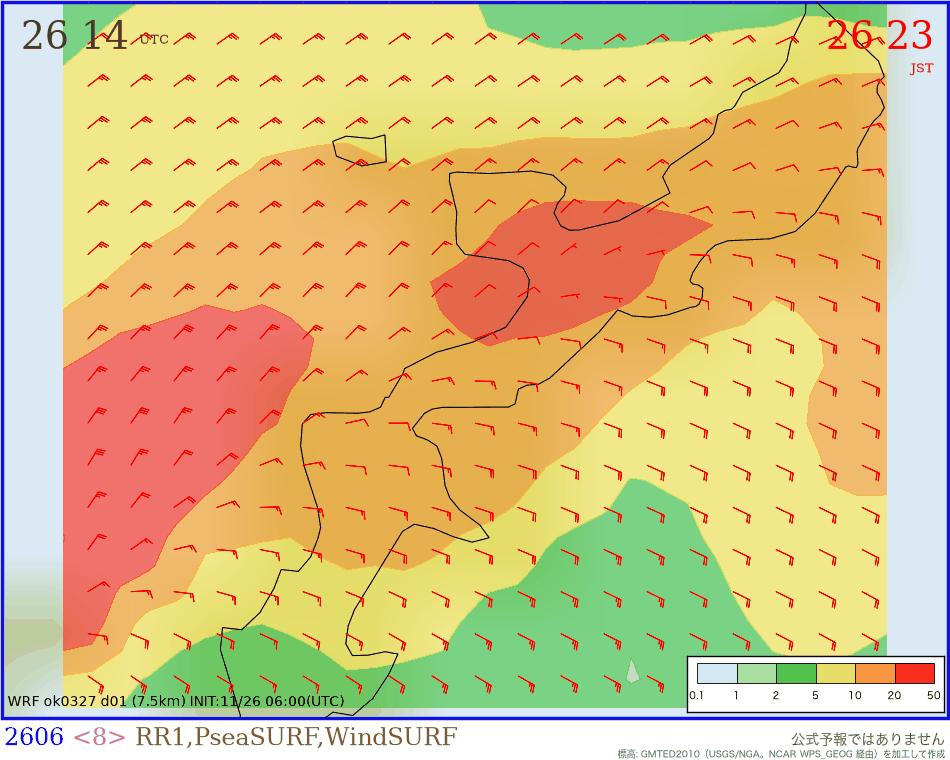 26 14 UTC
26 23
JST
0.1 1 2 5 10 20 50
WRF ok0327 d01 (7.5km) INIT:11/26 06:00(UTC)
2606 <8> RR1,PseaSURF,WindSURF
公式予報ではありません
標高: GMTED2010（USGS/NGA。NCAR WPS_GEOG 経由）を加工して作成